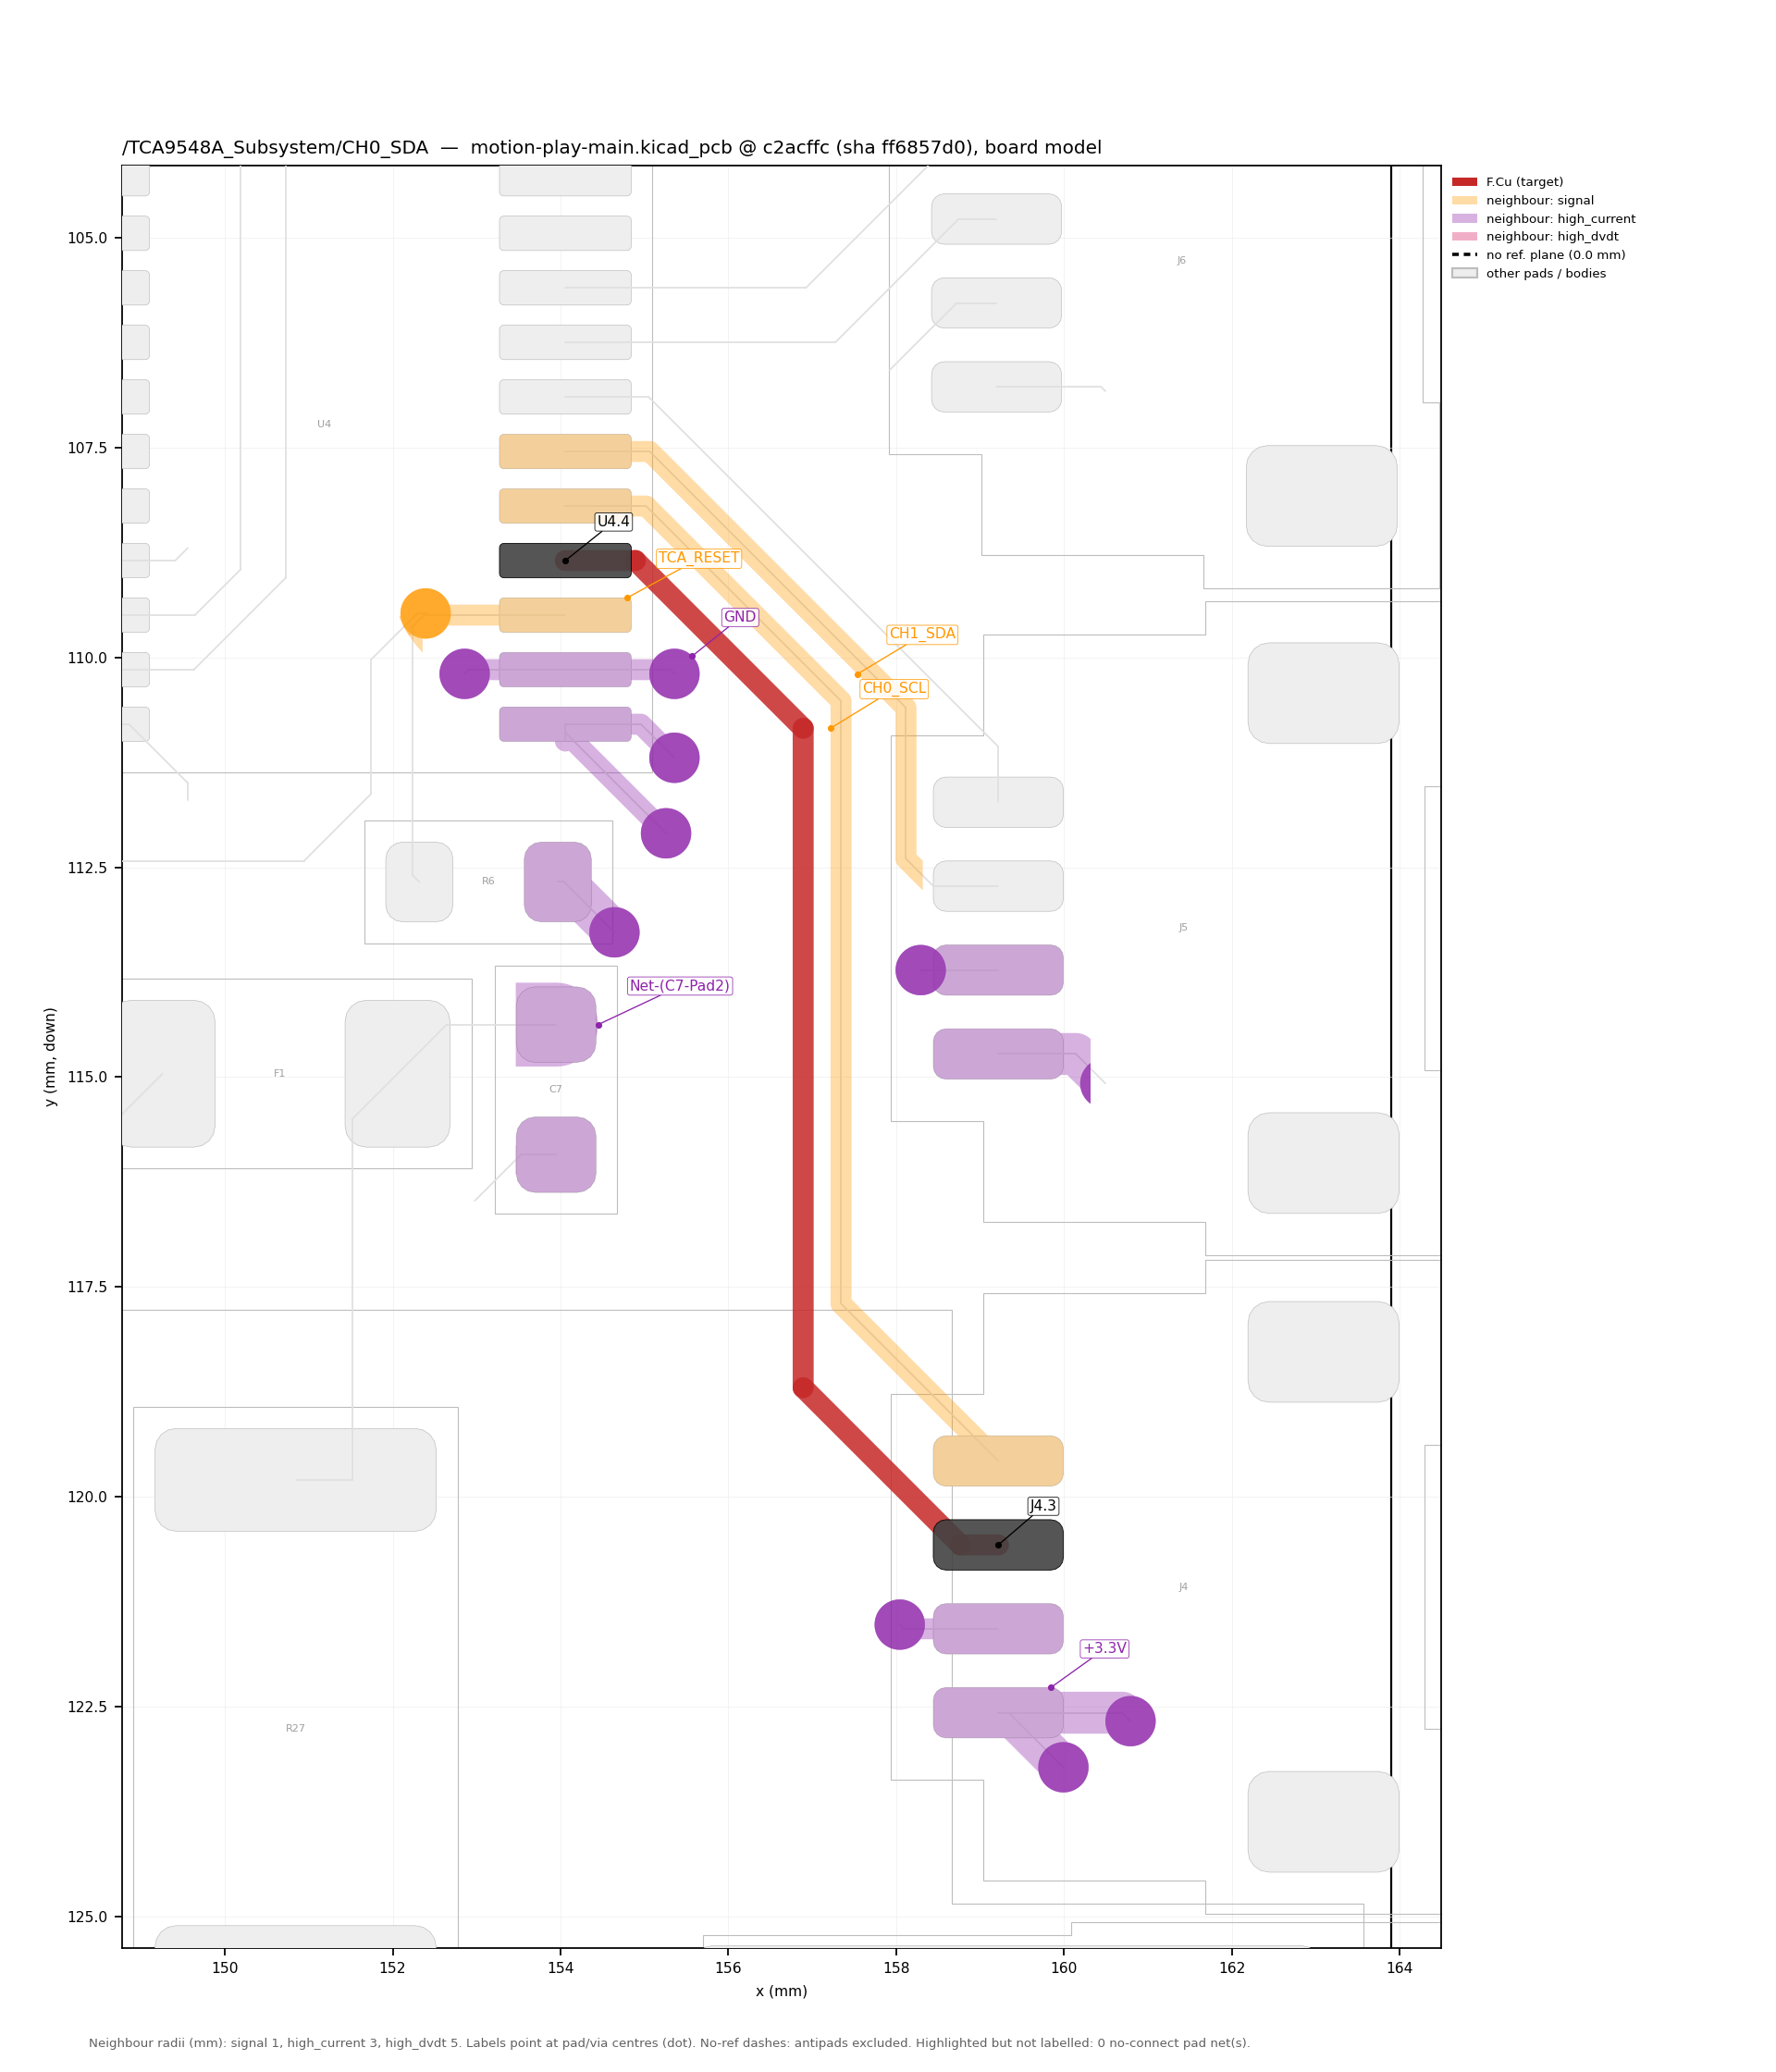 /TCA9548A_Subsystem/CH0_SDA — motion-play-main.kicad_pcb @ c2acffc (sha ff6857d0), board model
F.Cu (target)
neighbour: signal
neighbour: high_current
neighbour: high_dvdt
no ref. plane (0.0 mm)
other pads / bodies
105.0
J6
107.5
U4
U4.4
TCA_RESET
GND
CH1_SDA
110.0
CH0_SCL
112.5
R6
J5
Net-(C7-Pad2)
y (mm, down)
115.0
F1
C7
117.5
120.0
J4.3
J4
+3.3V
122.5
R27
125.0
150
152
154
156
158
160
162
164
x (mm)
Neighbour radii (mm): signal 1, high_current 3, high_dvdt 5. Labels point at pad/via centres (dot). No-ref dashes: antipads excluded. Highlighted but not labelled: 0 no-connect pad net(s).